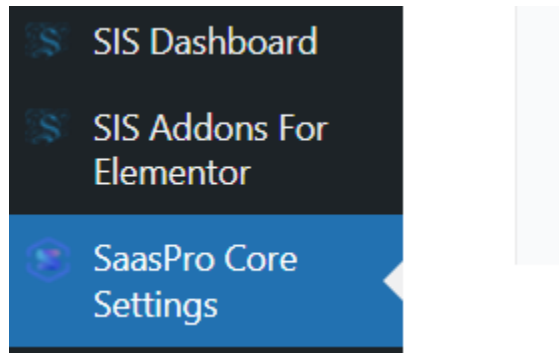 SIS Dashboard
SIS Addons For
Elementor
SaasPro Core
Settings